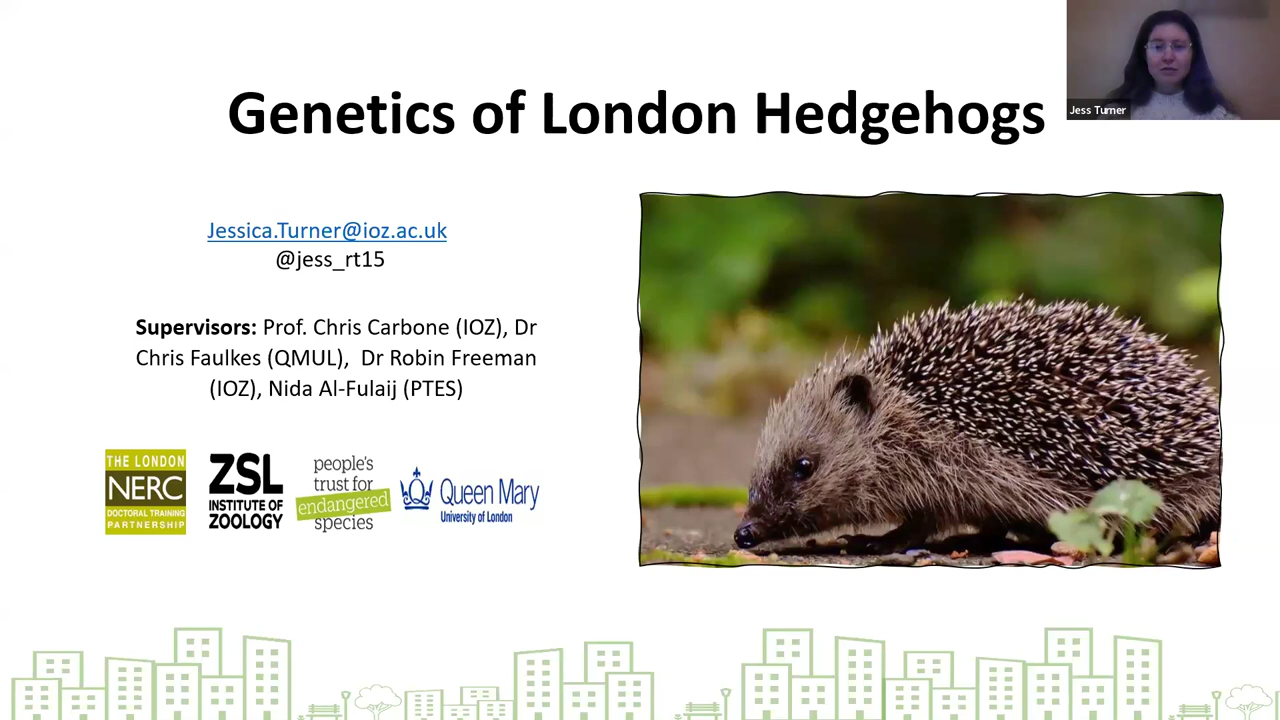 Genetics of London Hedgehogs
Jess Turner
Jessica.Turner@ioz.ac.uk
@jess_rt15
Supervisors: Prof. Chris Carbone (IOZ), Dr
Chris Faulkes (QMUL), Dr Robin Freeman
(IOZ), Nida Al-Fulaij (PTES)
THE LONDON
NERC
DOCTORAL TRAINING
PARTNERSHIP
ZSL
INSTITUTE OF
ZOOLOGY
people's
trust for
endangered
species
Queen Mary
University of London